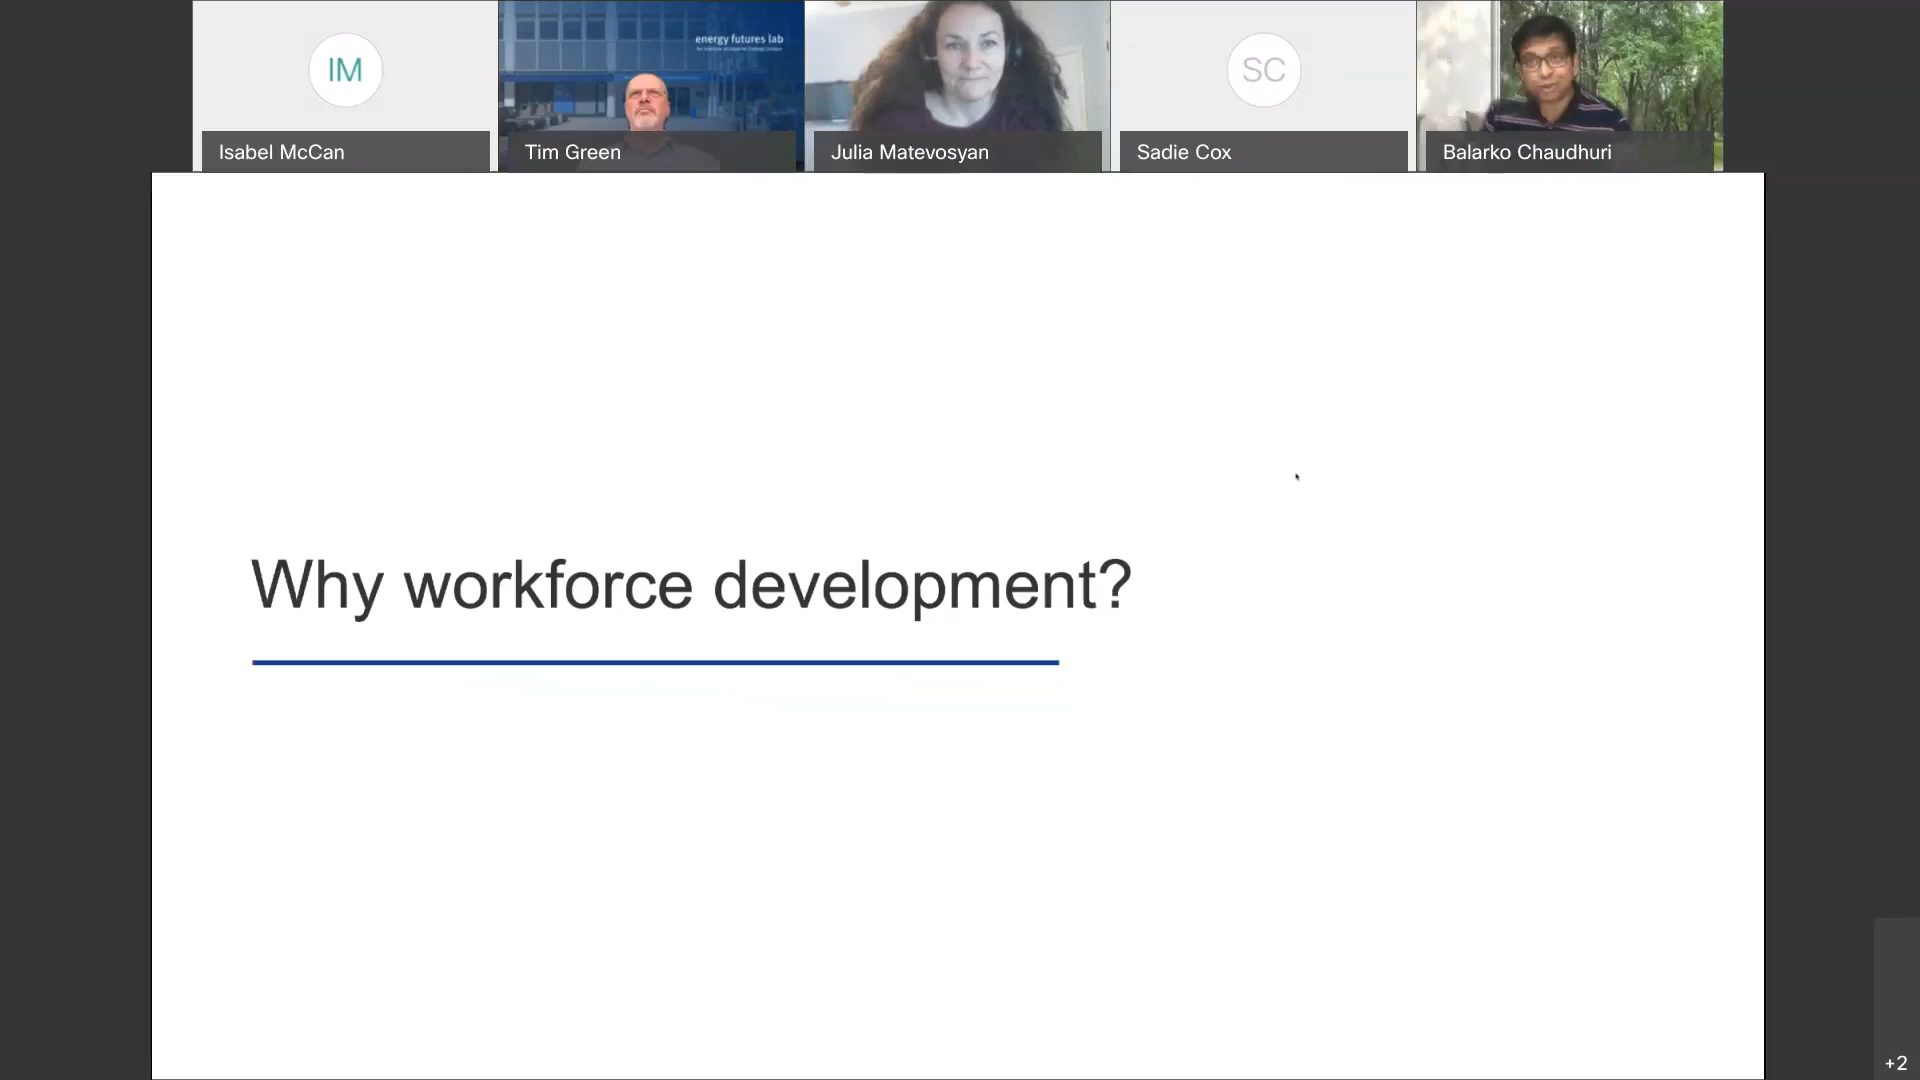 IM
energy futures lab
SC
Isabel McCan
Tim Green
Julia Matevosyan
Sadie Cox
Balarko Chaudhuri
Why workforce development?
+2